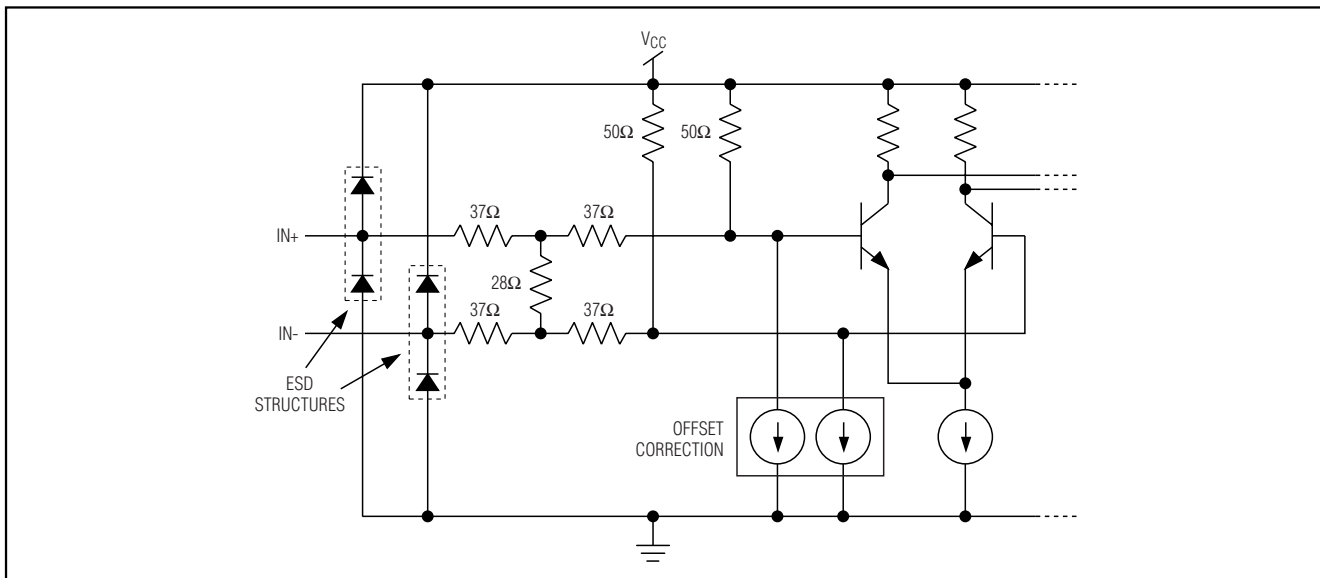 VCC
50Ω 50Ω
37Ω 37Ω
IN+
28Ω
37Ω 37Ω
IN-
ESD
STRUCTURES
OFFSET
CORRECTION